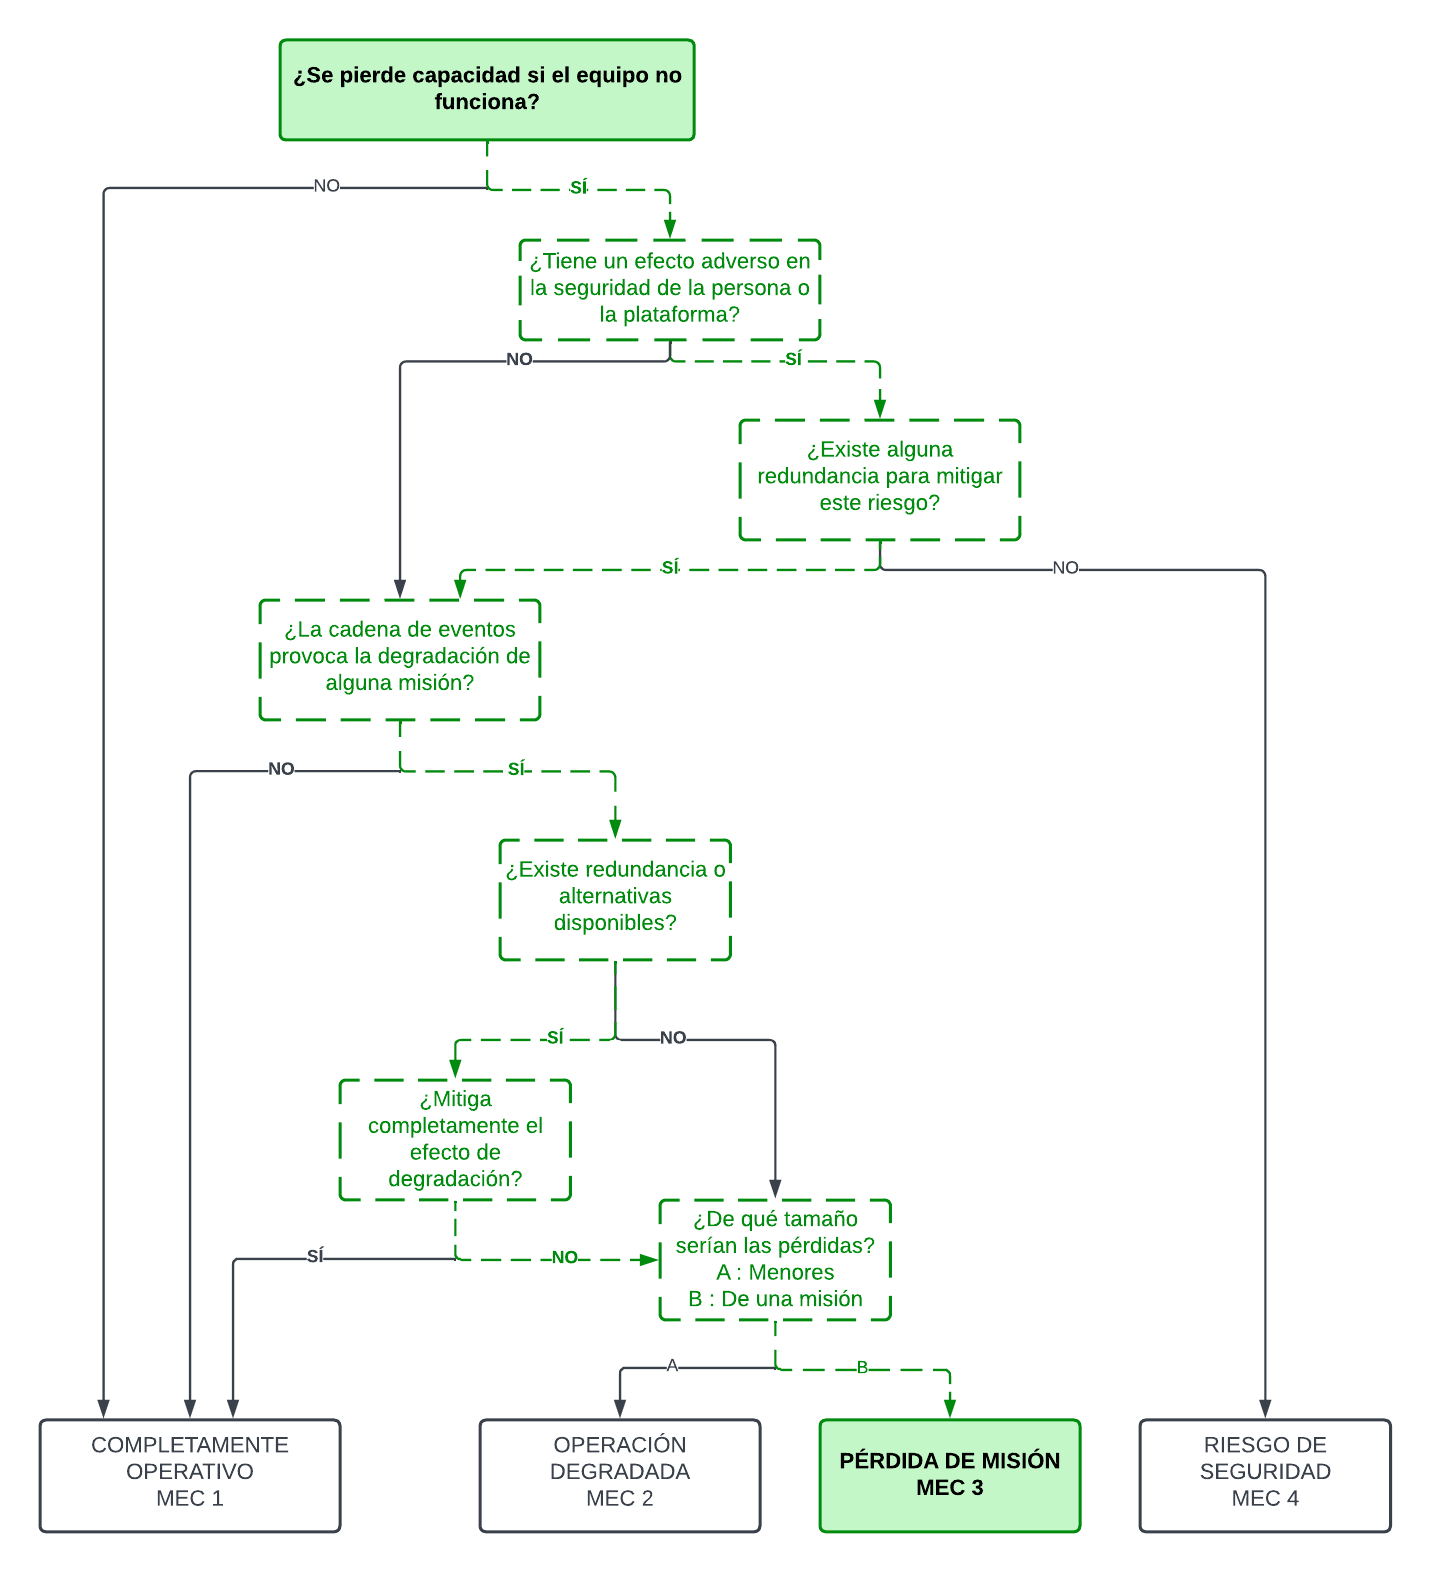 ¿Se pierde capacidad si el equipo no
funciona?
NO
SÍ
¿Tiene un efecto adverso en
la seguridad de la persona o
la plataforma?
NO
SÍ
¿Existe alguna
redundancia para mitigar
este riesgo?
SÍ
NO
¿La cadena de eventos
provoca la degradación de
alguna misión?
NO
SÍ
¿Existe redundancia o
alternativas
disponibles?
SÍ
NO
¿Mitiga
completamente el
efecto de
degradación?
SÍ
NO
¿De qué tamaño
serían las pérdidas?
A : Menores
B : De una misión
A
B
COMPLETAMENTE
OPERATIVO
MEC 1
OPERACIÓN
DEGRADADA
MEC 2
PÉRDIDA DE MISIÓN
MEC 3
RIESGO DE
SEGURIDAD
MEC 4